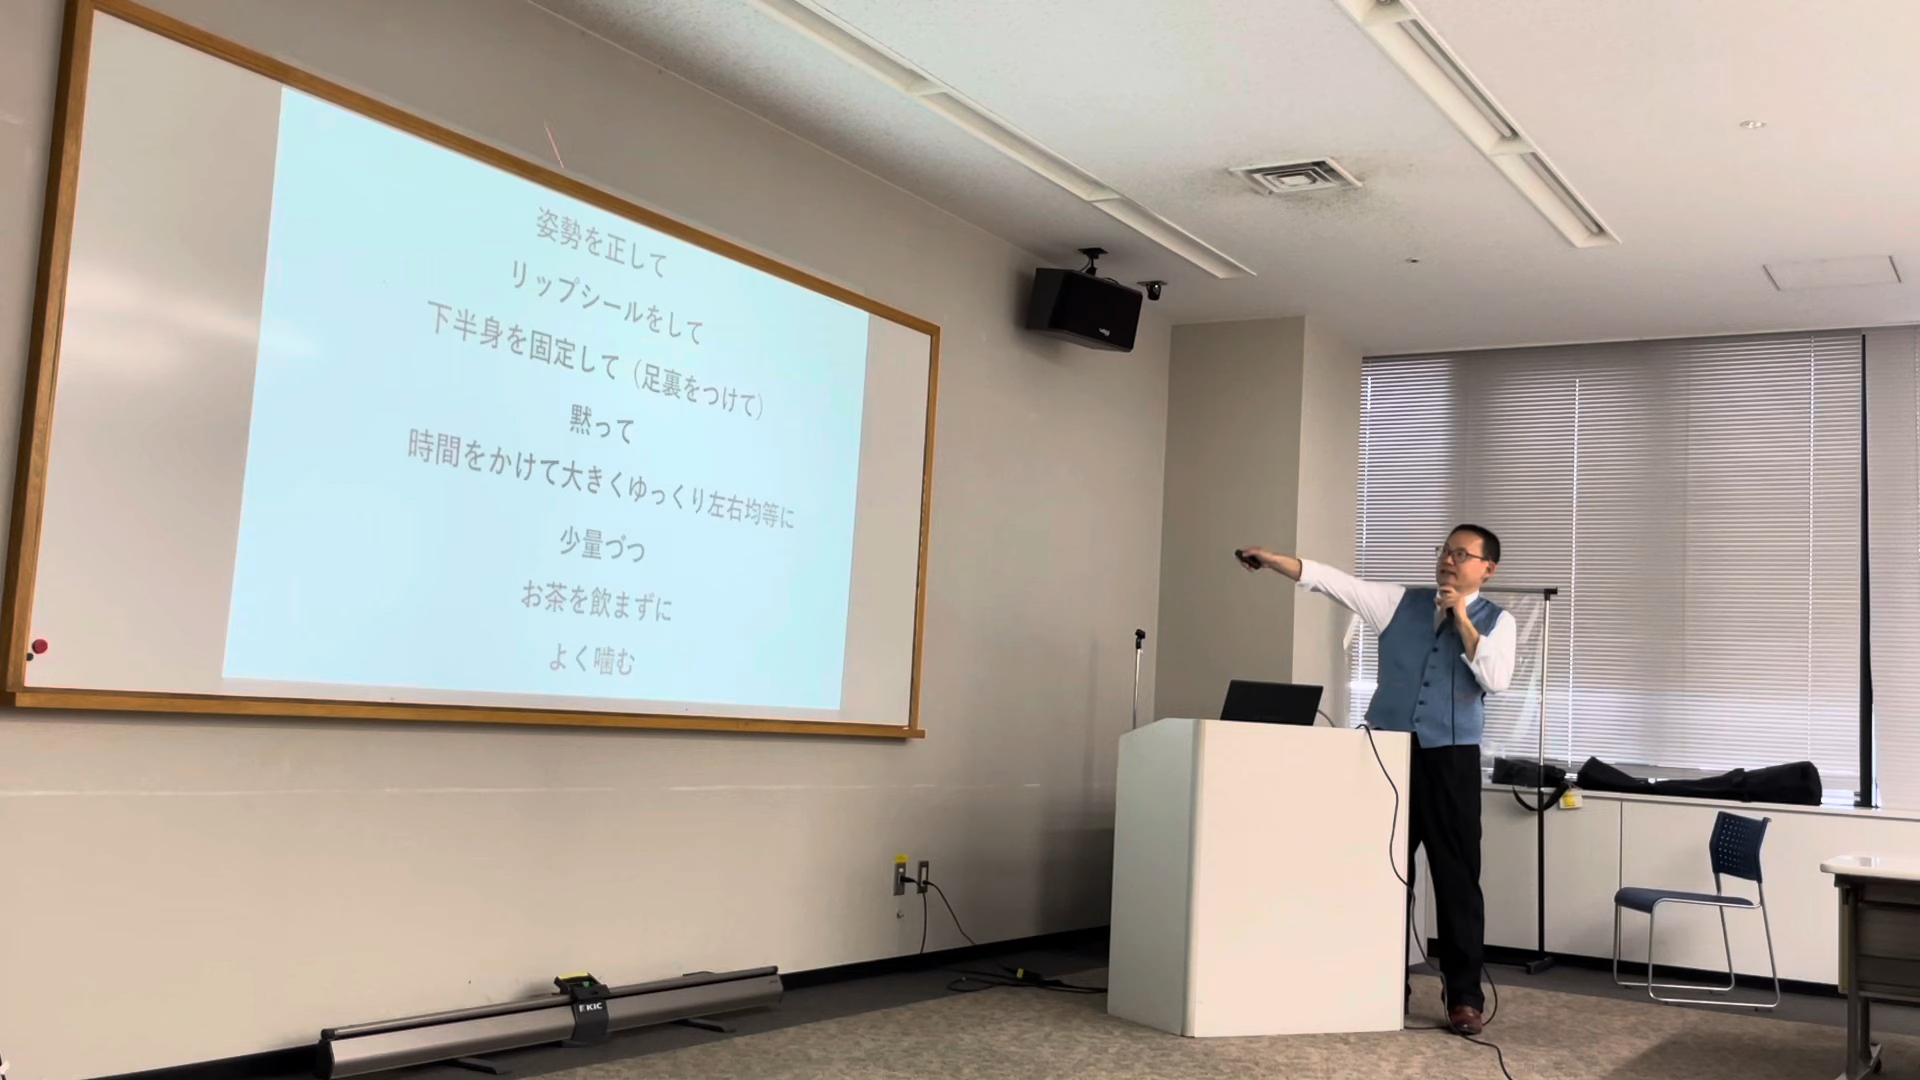 姿勢を正して
リップシールをして
下半身を固定して（足裏をつけて）
黙って
時間をかけて大きくゆっくり左右均等に
少量づつ
お茶を飲まずに
よく噛む
KIC